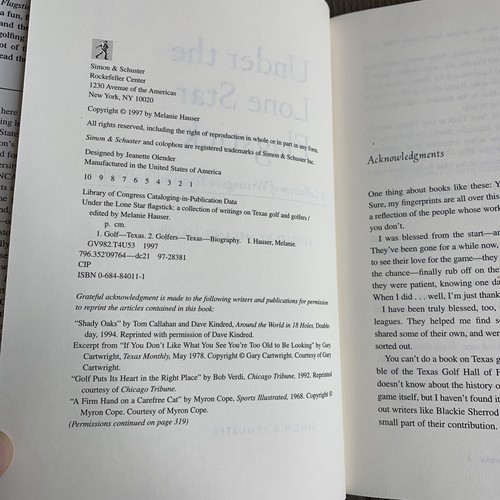 Simon & Schuster
Rockefeller Center
1230 Avenue of the Americas
New York, NY 10020
Copyright © 1997 by Melanie Hauser
All rights reserved, including the right of reproduction in whole or in part in any form.
Simon & Schuster and colophon are registered trademarks of Simon & Schuster Inc.
Designed by Jeanette Olender
Manufactured in the United States of America
10 9 8 7 6 5 4 3 2 1
Library of Congress Cataloging-in-Publication Data
Under the Lone Star flagstick : a collection of writings on Texas golf and golfers /
edited by Melanie Hauser.
p. cm.
1. Golf—Texas. 2. Golfers—Texas—Biography. I. Hauser, Melanie.
GV982.T4U53 1997
796.352'09764—dc21 97-28381
CIP
ISBN 0-684-84011-1
Grateful acknowledgment is made to the following writers and publications for permission
to reprint the articles contained in this book:
"Shady Oaks" by Tom Callahan and Dave Kindred, Around the World in 18 Holes, Double-
day, 1994. Reprinted with permission of Dave Kindred.
Excerpt from "If You Don't Like What You See You're Too Old to Be Looking" by Gary
Cartwright, Texas Monthly, May 1978. Copyright © Gary Cartwright. Courtesy of Gary
Cartwright.
"Golf Puts Its Heart in the Right Place" by Bob Verdi, Chicago Tribune, 1992. Reprinted
courtesy of Chicago Tribune.
"A Firm Hand on a Carefree Cat" by Myron Cope, Sports Illustrated, 1968. Copyright ©
Myron Cope. Courtesy of Myron Cope.
(Permissions continued on page 319)
Acknowledgments
One thing about books like these: Y
Sure, my fingerprints are all over this
a reflection of the people whose wor
you don't.
I was blessed from the start—ar
They've been gone for a while now,
to see their love for the game—they
the chance—finally rub off on the
they were patient, knowing one da
When I did . . . well, I'm just thank
I have been truly blessed, too,
leagues. They helped me find s
shared some of their own, and wer
sorted out.
You can't do a book on Texas g
ble of the Texas Golf Hall of F
doesn't know about the history o
game itself, but I haven't found it
out writers like Blackie Sherrod
small part of their contribution.